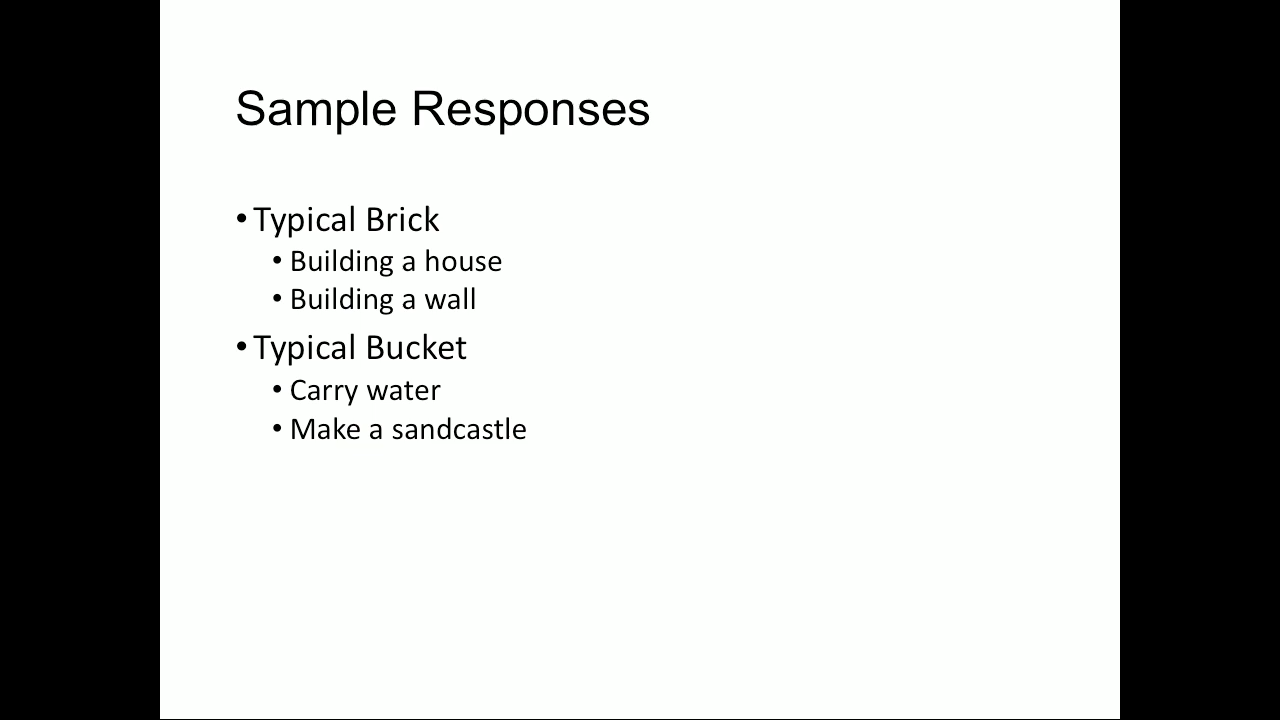 Sample Responses
• Typical Brick
• Building a house
• Building a wall
• Typical Bucket
• Carry water
• Make a sandcastle